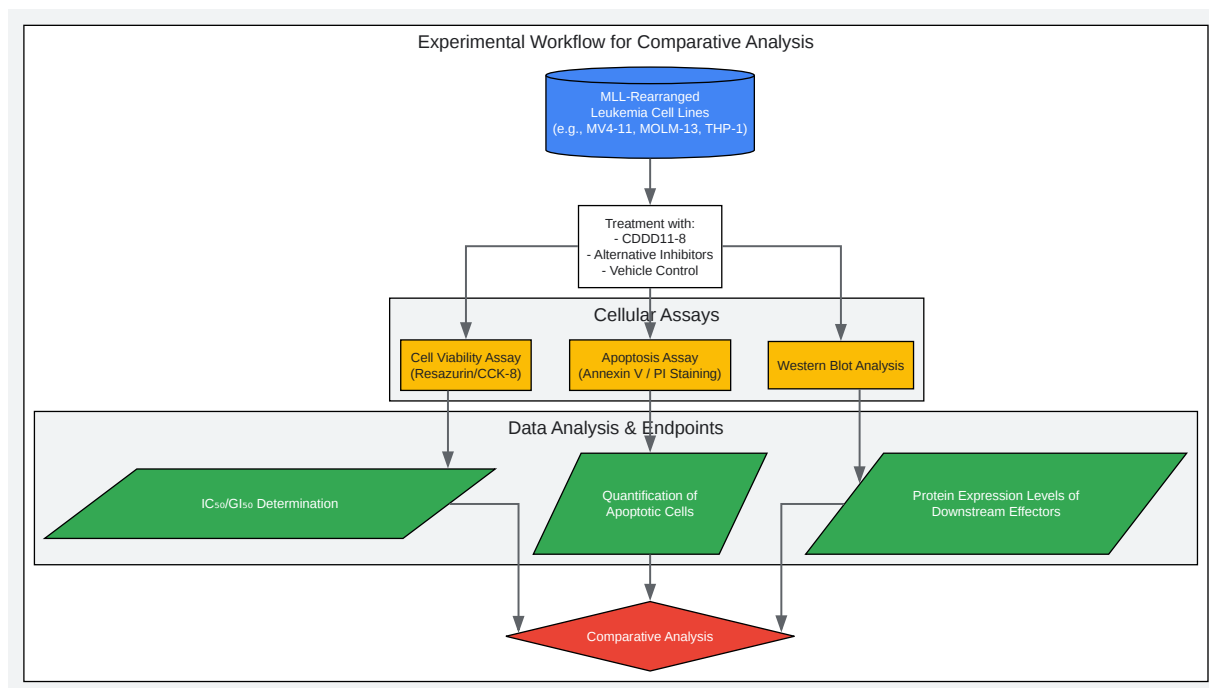 Experimental Workflow for Comparative Analysis
MLL-Rearranged
Leukemia Cell Lines
(e.g., MV4-11, MOLM-13, THP-1)
Treatment with:
- CDDD11-8
- Alternative Inhibitors
- Vehicle Control
Cellular Assays
Cell Viability Assay
(Resazurin/CCK-8)
Apoptosis Assay
(Annexin V / PI Staining)
Western Blot Analysis
Data Analysis & Endpoints
IC₅₀/GI₅₀ Determination
Quantification of
Apoptotic Cells
Protein Expression Levels of
Downstream Effectors
Comparative Analysis